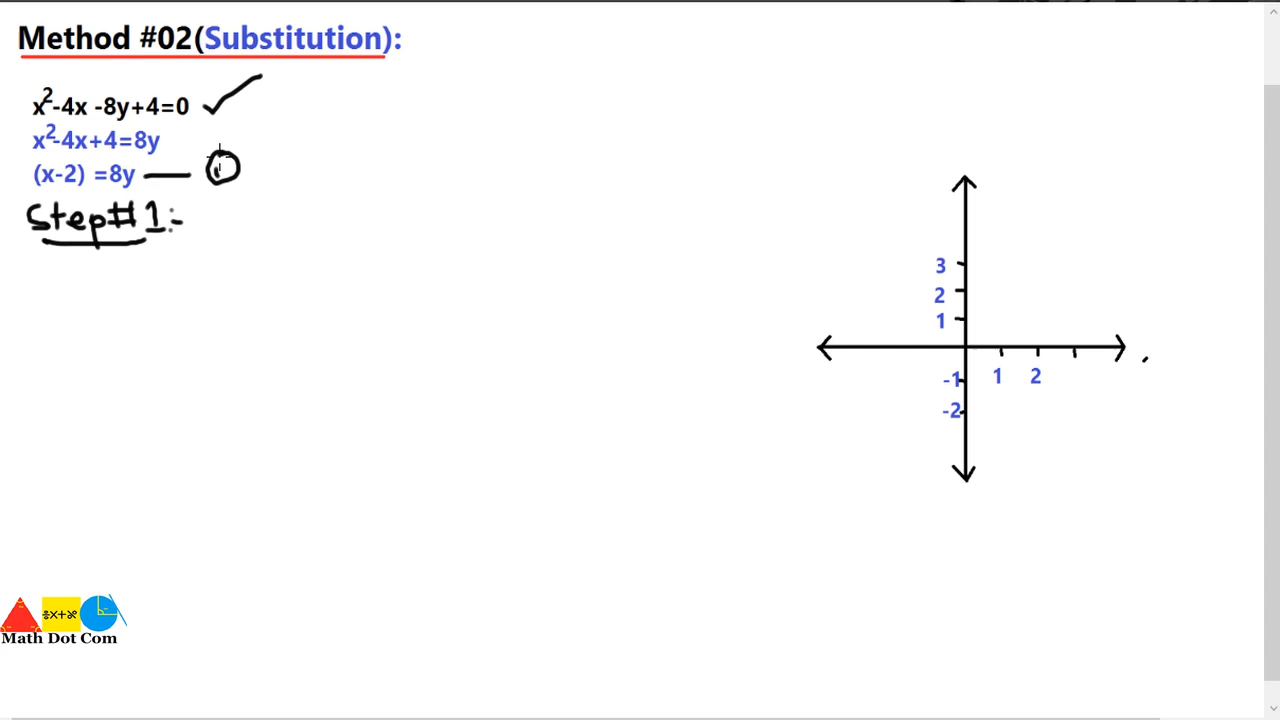 Method #02(Substitution):
x²-4x -8y+4=0
x²-4x+4=8y
(x-2) =8y — ①
Step#1:-
3
2
1
-1
1 2
-2
÷x+
Math Dot Com